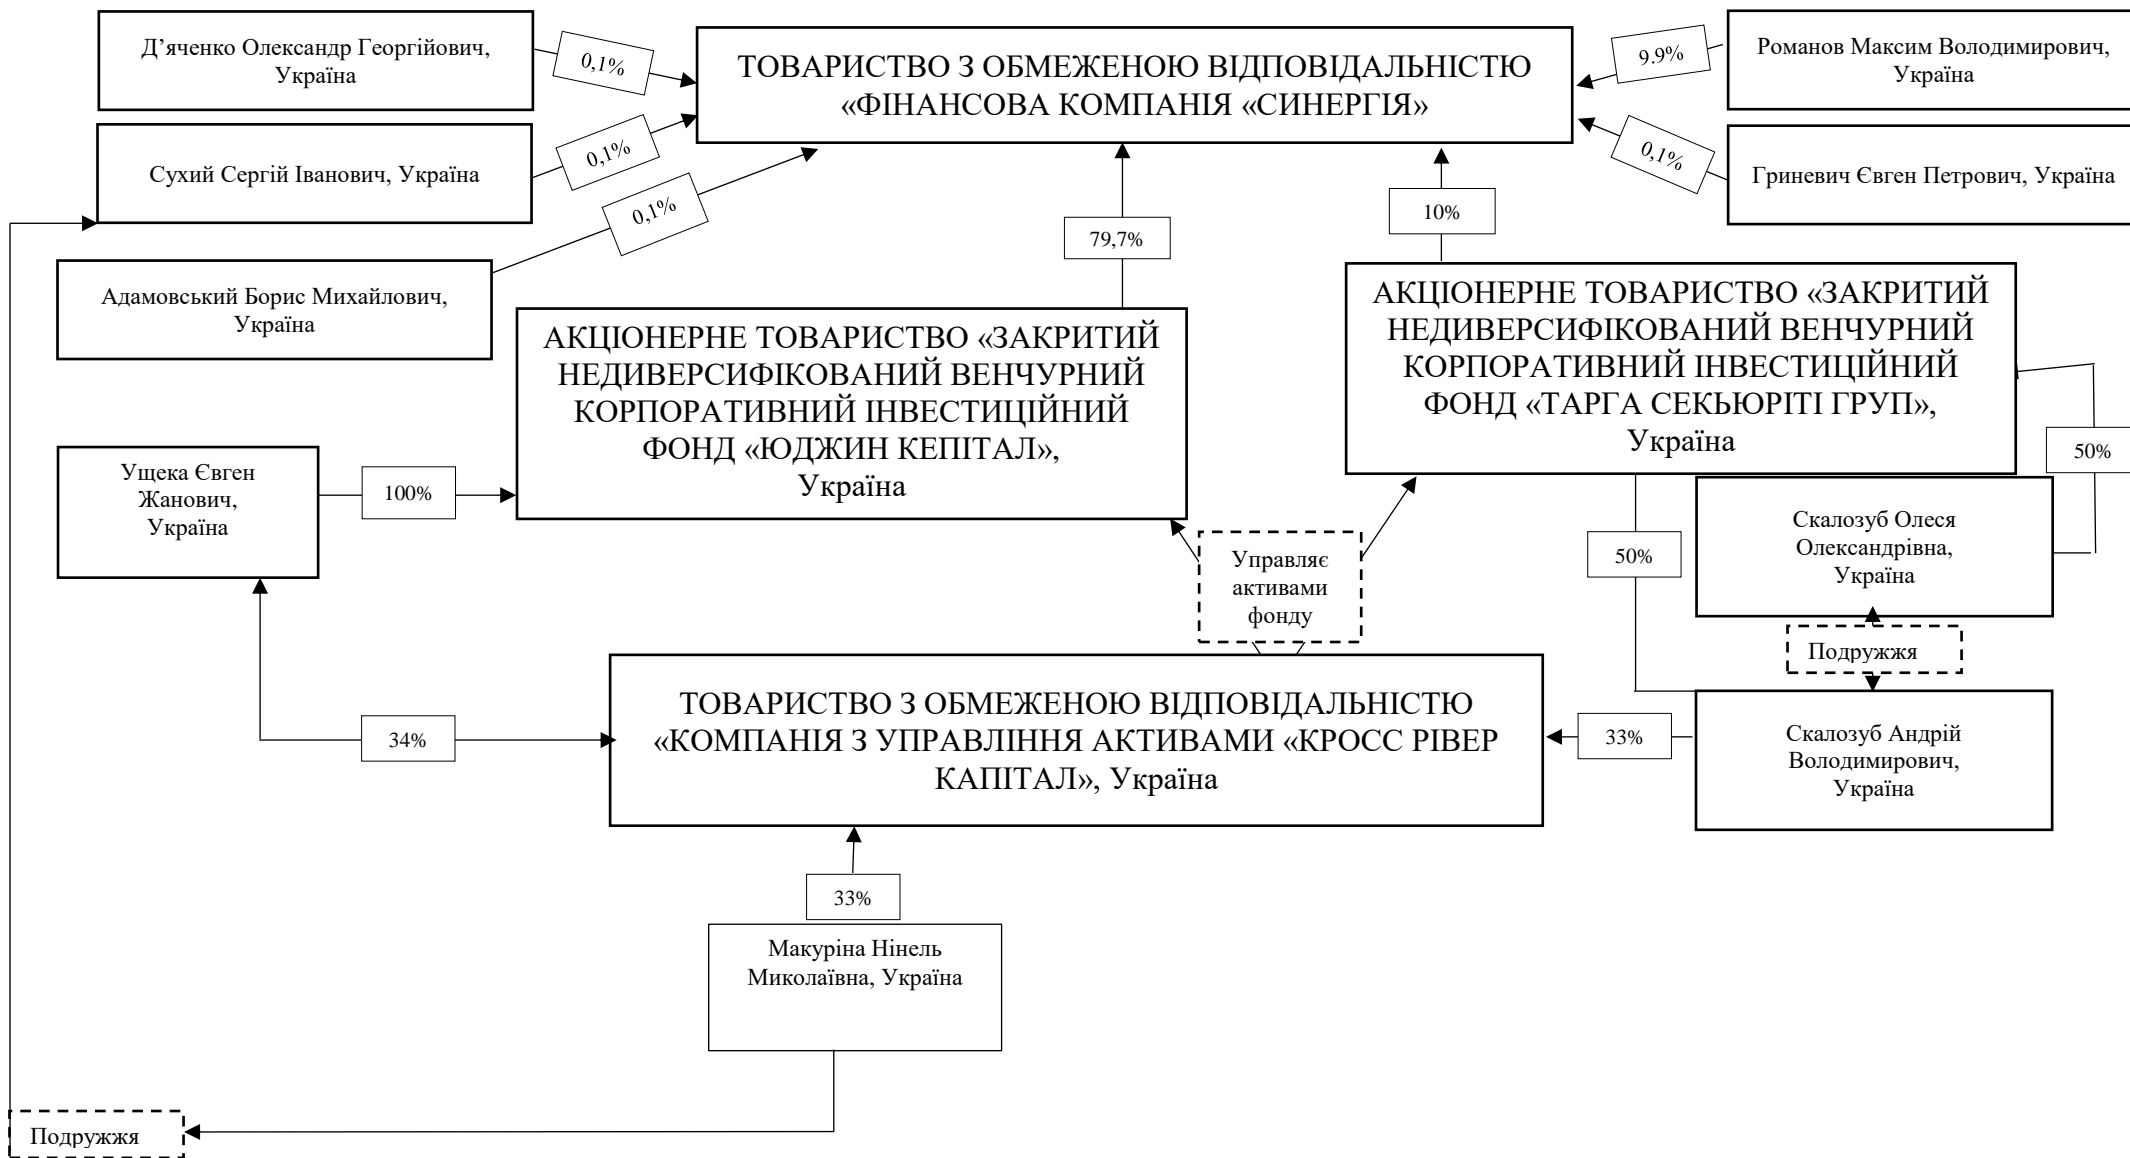 Д’яченко Олександр Георгійович,
Україна
0,1%
ТОВАРИСТВО З ОБМЕЖЕНОЮ ВІДПОВІДАЛЬНІСТЮ
«ФІНАНСОВА КОМПАНІЯ «СИНЕРГІЯ»
9.9%
Романов Максим Володимирович,
Україна
Сухий Сергій Іванович, Україна
0,1%
0,1%
Гриневич Євген Петрович, Україна
0,1%
79,7%
10%
Адамовський Борис Михайлович,
Україна
АКЦІОНЕРНЕ ТОВАРИСТВО «ЗАКРИТИЙ
НЕДИВЕРСИФІКОВАНИЙ ВЕНЧУРНИЙ
КОРПОРАТИВНИЙ ІНВЕСТИЦІЙНИЙ
ФОНД «ЮДЖИН КЕПІТАЛ»,
Україна
АКЦІОНЕРНЕ ТОВАРИСТВО «ЗАКРИТИЙ
НЕДИВЕРСИФІКОВАНИЙ ВЕНЧУРНИЙ
КОРПОРАТИВНИЙ ІНВЕСТИЦІЙНИЙ
ФОНД «ТАРГА СЕКЬЮРІТІ ГРУП»,
Україна
50%
Ущека Євген
Жанович,
Україна
100%
Управляє
активами
фонду
50%
Скалозуб Олеся
Олександрівна,
Україна
Подружжя
34%
ТОВАРИСТВО З ОБМЕЖЕНОЮ ВІДПОВІДАЛЬНІСТЮ
«КОМПАНІЯ З УПРАВЛІННЯ АКТИВАМИ «КРОСС РІВЕР
КАПІТАЛ», Україна
33%
Скалозуб Андрій
Володимирович,
Україна
33%
Макуріна Нінель
Миколаївна, Україна
Подружжя